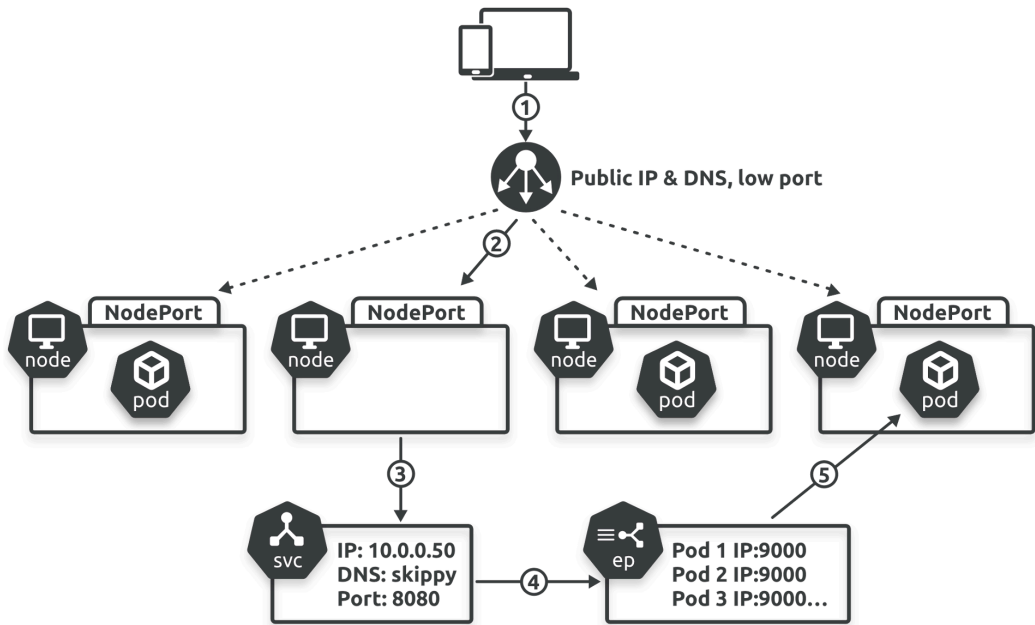 1
Public IP & DNS, low port
2
NodePort
NodePort
NodePort
NodePort
node
node
node
node
pod
pod
pod
3
5
svc
IP: 10.0.0.50
DNS: skippy
Port: 8080
4
ep
Pod 1 IP:9000
Pod 2 IP:9000
Pod 3 IP:9000...